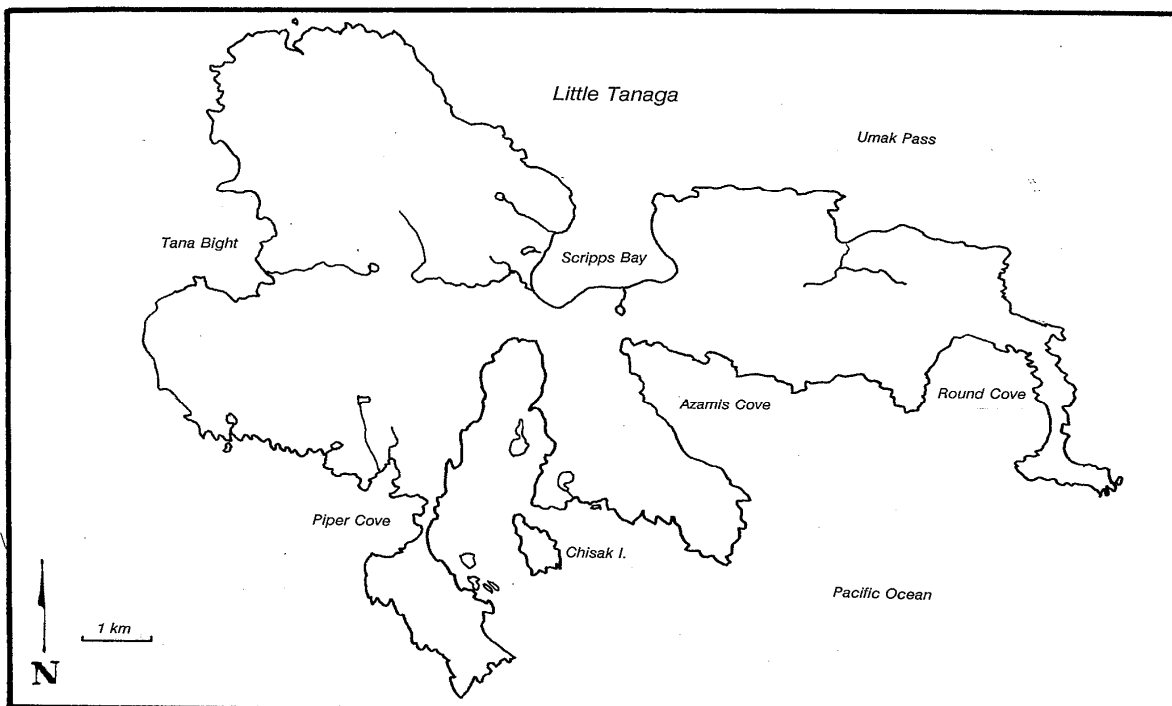 Little Tanaga
Umak Pass
Tana Bight
Scripps Bay
Azamis Cove
Round Cove
Piper Cove
Chisak I.
Pacific Ocean
1 km
N